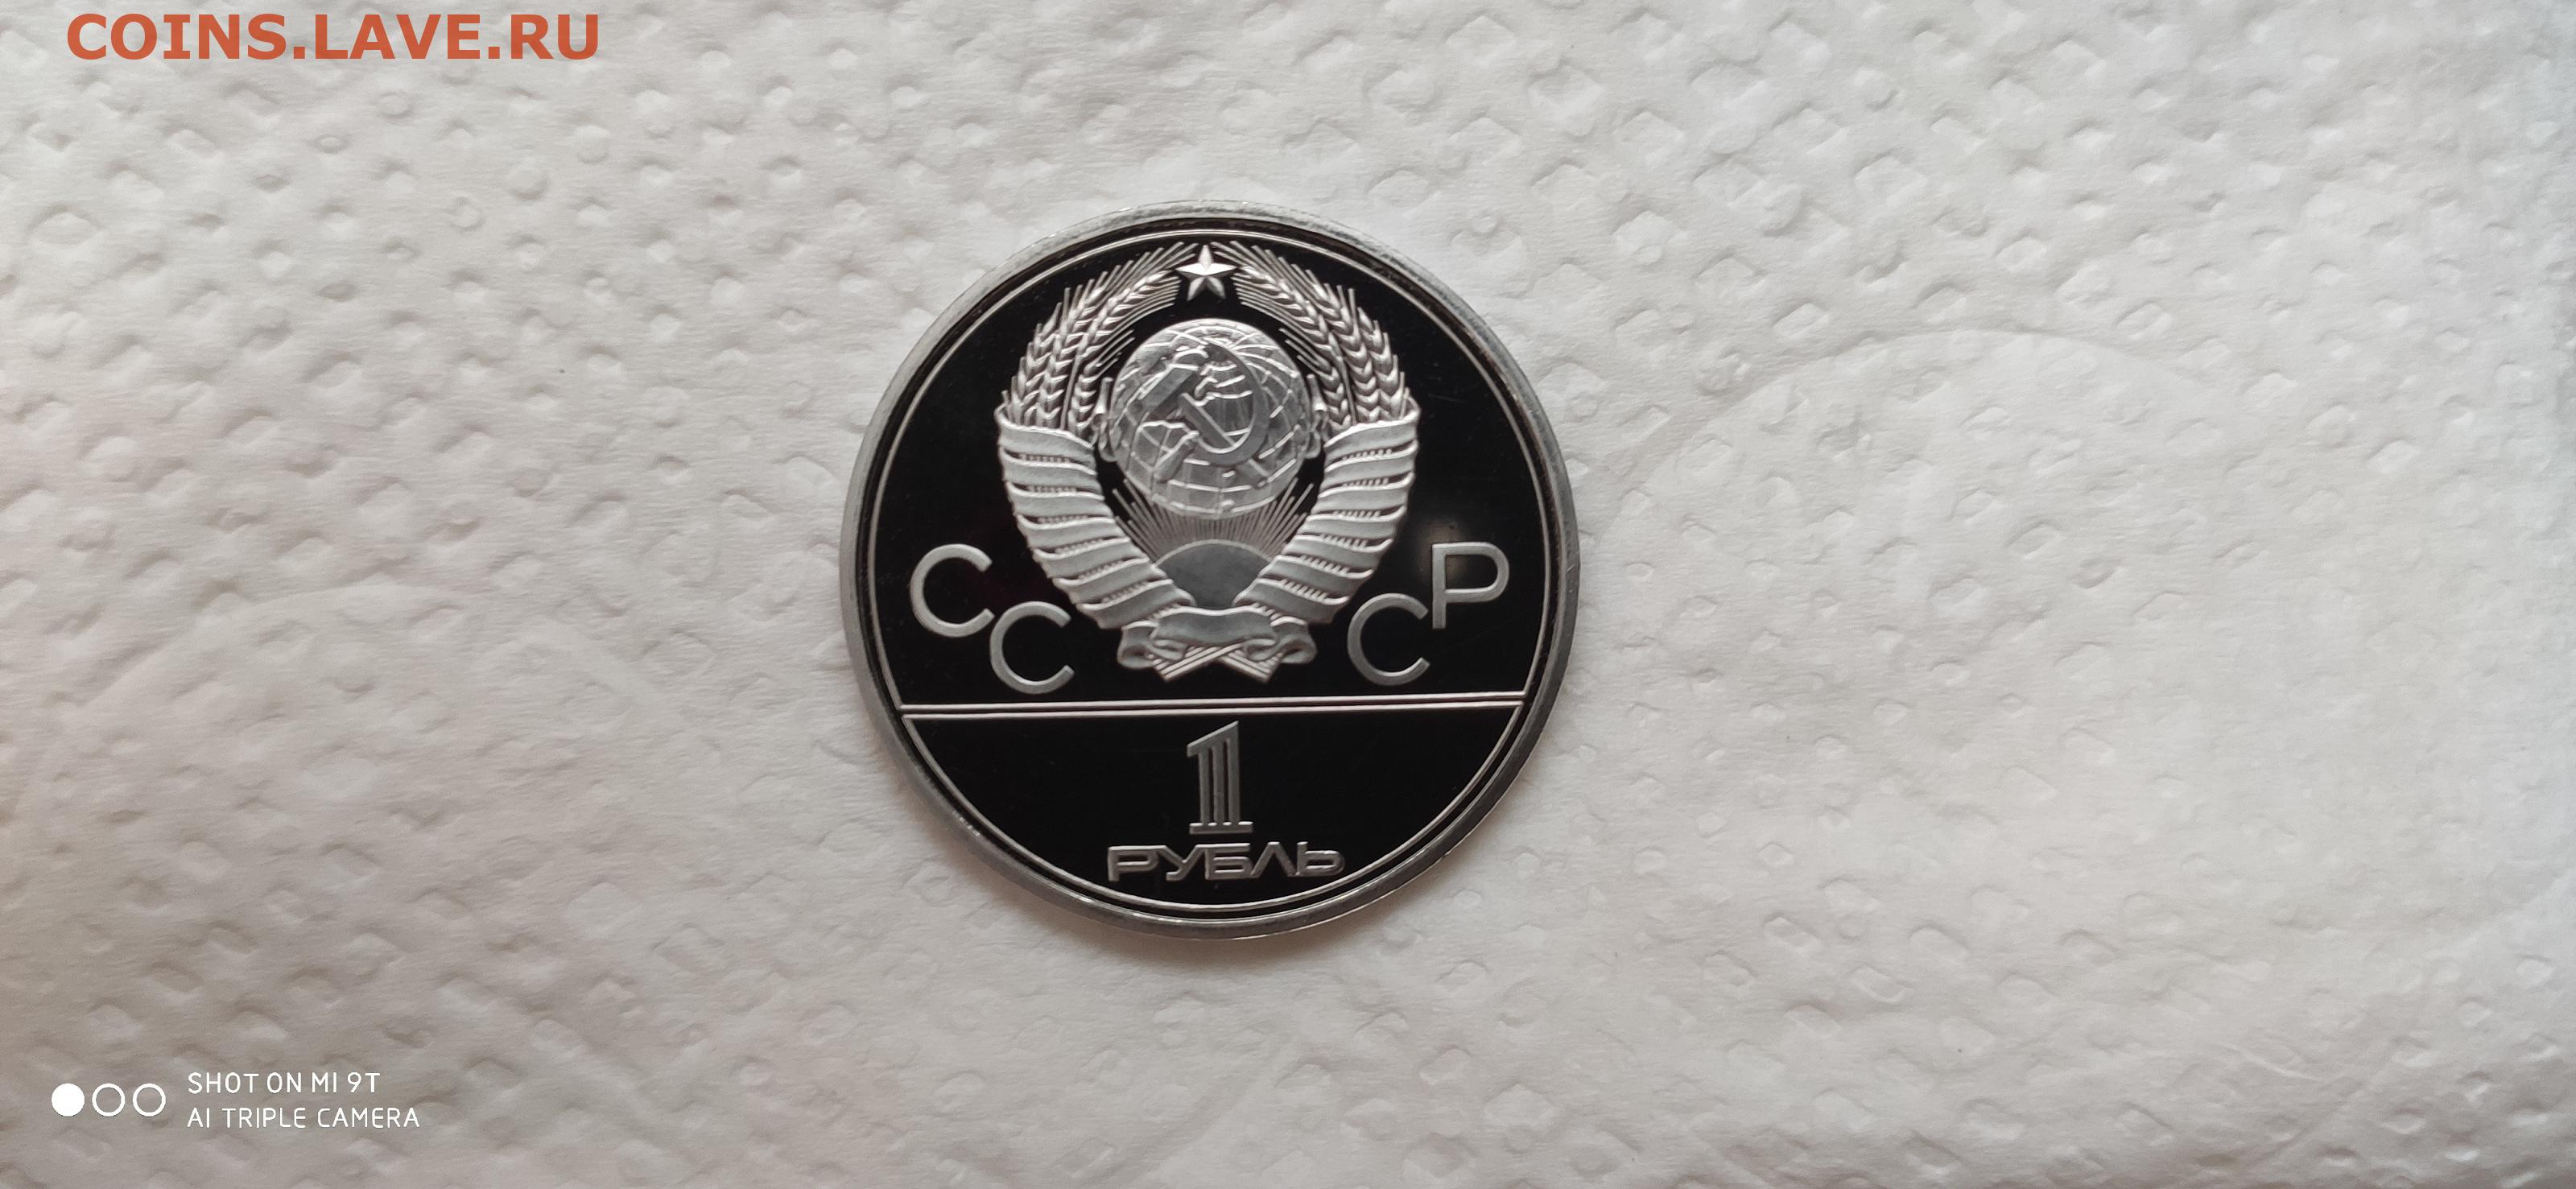 COINS.LAVE.RU
СССР
1
РУБЛЬ
SHOT ON MI 9T
AI TRIPLE CAMERA